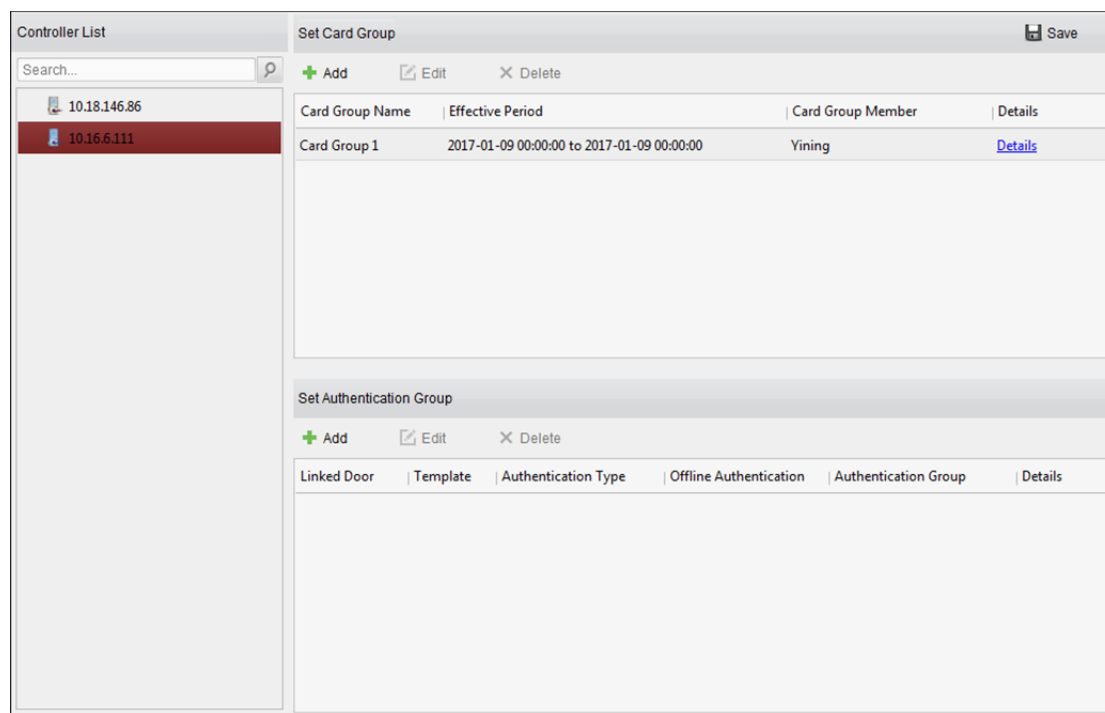 Controller List
Search...
10.18.146.86
10.16.6.111
Set Card Group Save
Add Edit Delete
Card Group Name Effective Period Card Group Member Details
Card Group 1 2017-01-09 00:00:00 to 2017-01-09 00:00:00 Yining Details
Set Authentication Group
Add Edit Delete
Linked Door Template Authentication Type Offline Authentication Authentication Group Details